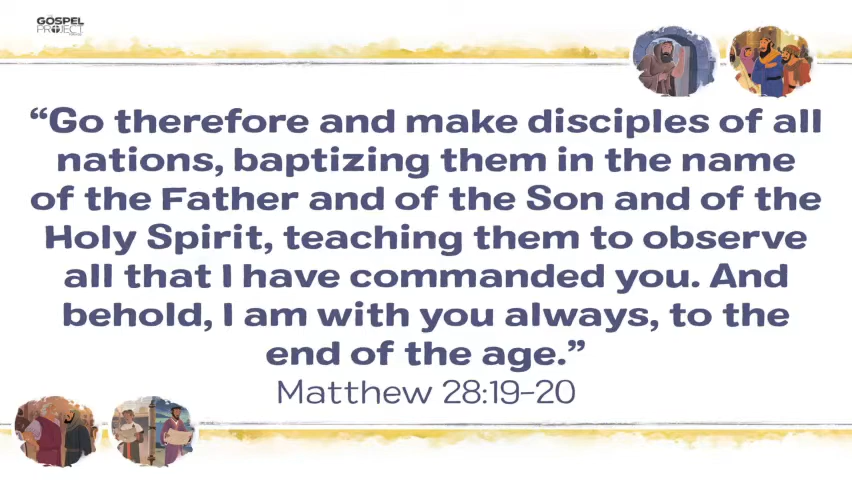 GOSPEL
PROJECT
“Go therefore and make disciples of all
nations, baptizing them in the name
of the Father and of the Son and of the
Holy Spirit, teaching them to observe
all that I have commanded you. And
behold, I am with you always, to the
end of the age.”
Matthew 28:19-20